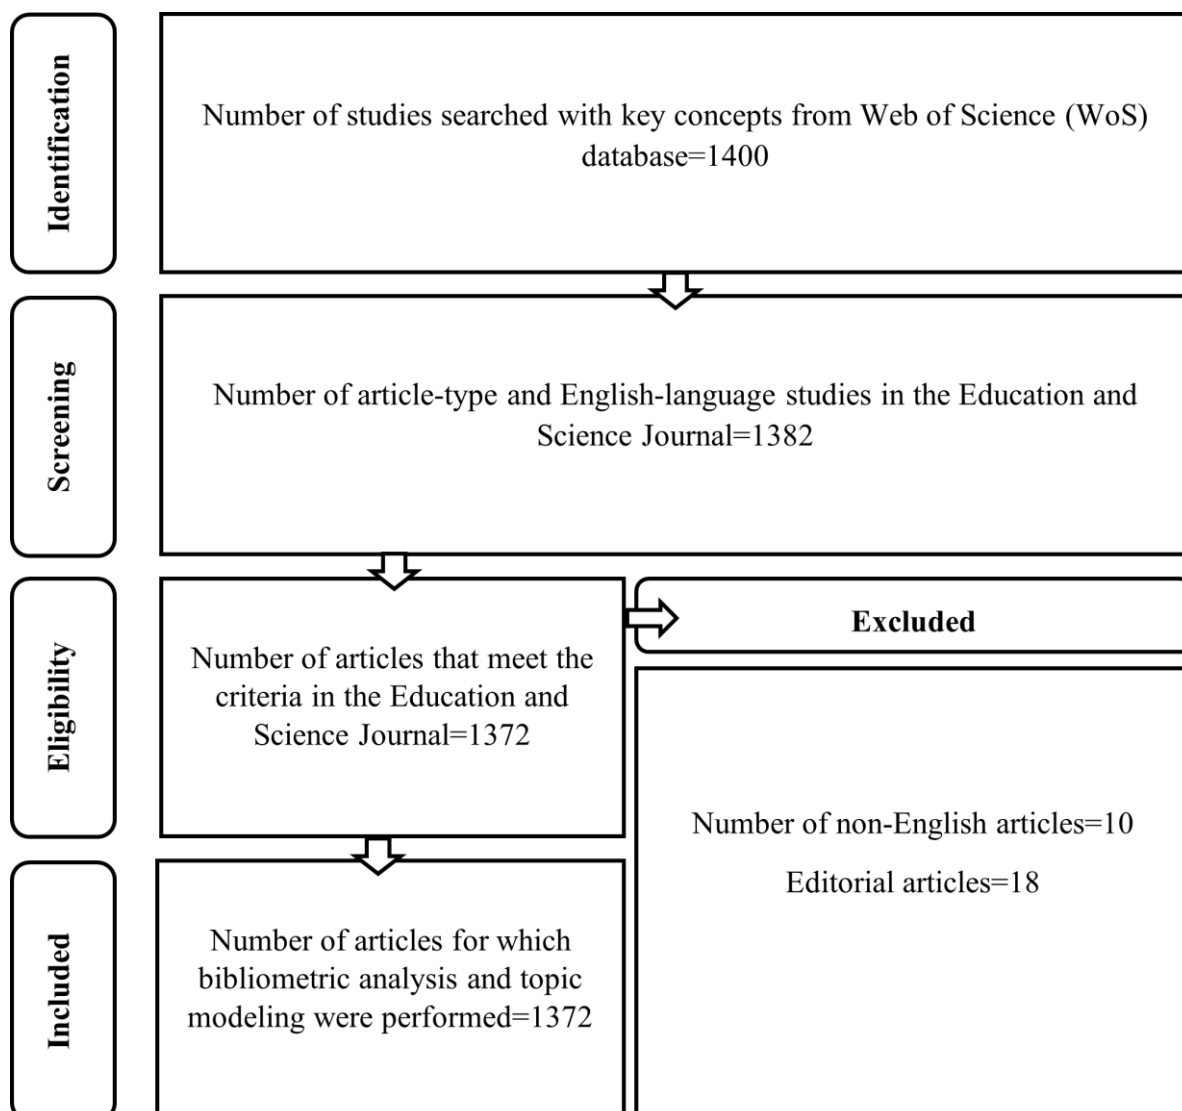 Identification
Number of studies searched with key concepts from Web of Science (WoS)
database=1400
Screening
Number of article-type and English-language studies in the Education and
Science Journal=1382
Eligibility
Number of articles that meet the
criteria in the Education and
Science Journal=1372
Excluded
Number of non-English articles=10
Editorial articles=18
Included
Number of articles for which
bibliometric analysis and topic
modeling were performed=1372